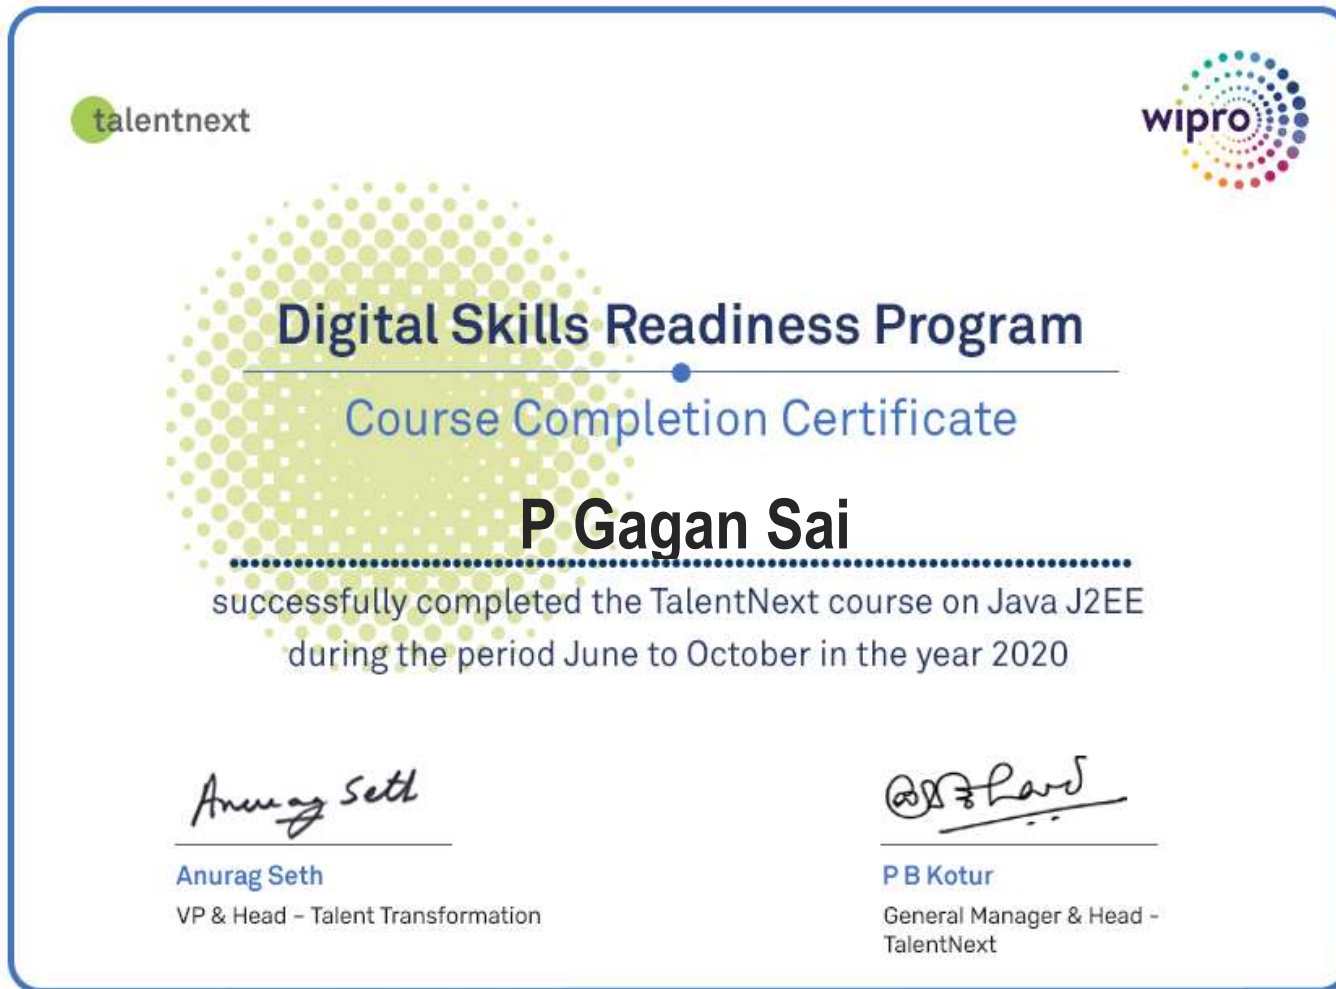 talentnext
wipro
Digital Skills Readiness Program
Course Completion Certificate
P Gagan Sai
successfully completed the TalentNext course on Java J2EE
during the period June to October in the year 2020
Anurag Seth
Anurag Seth
P B Kotur
VP & Head – Talent Transformation
General Manager & Head -
TalentNext